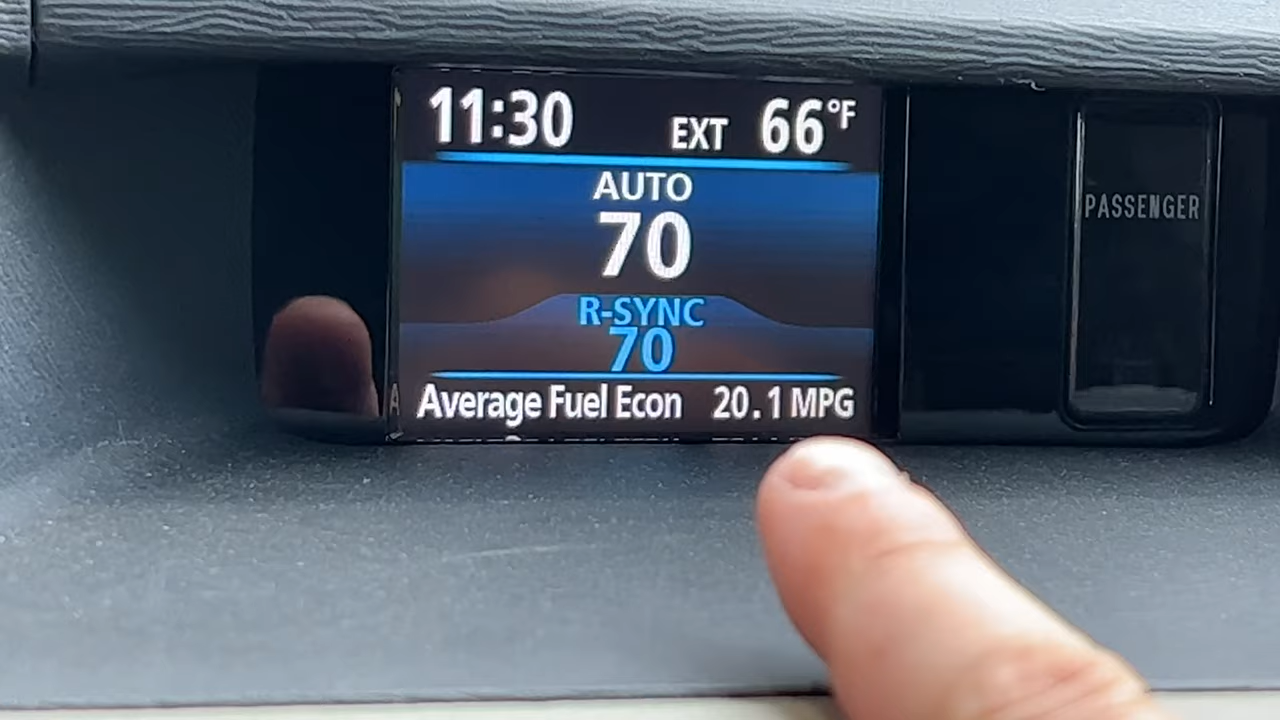 11:30 EXT 66°F
AUTO
70
R-SYNC
70
Average Fuel Econ 20.1 MPG
PASSENGER